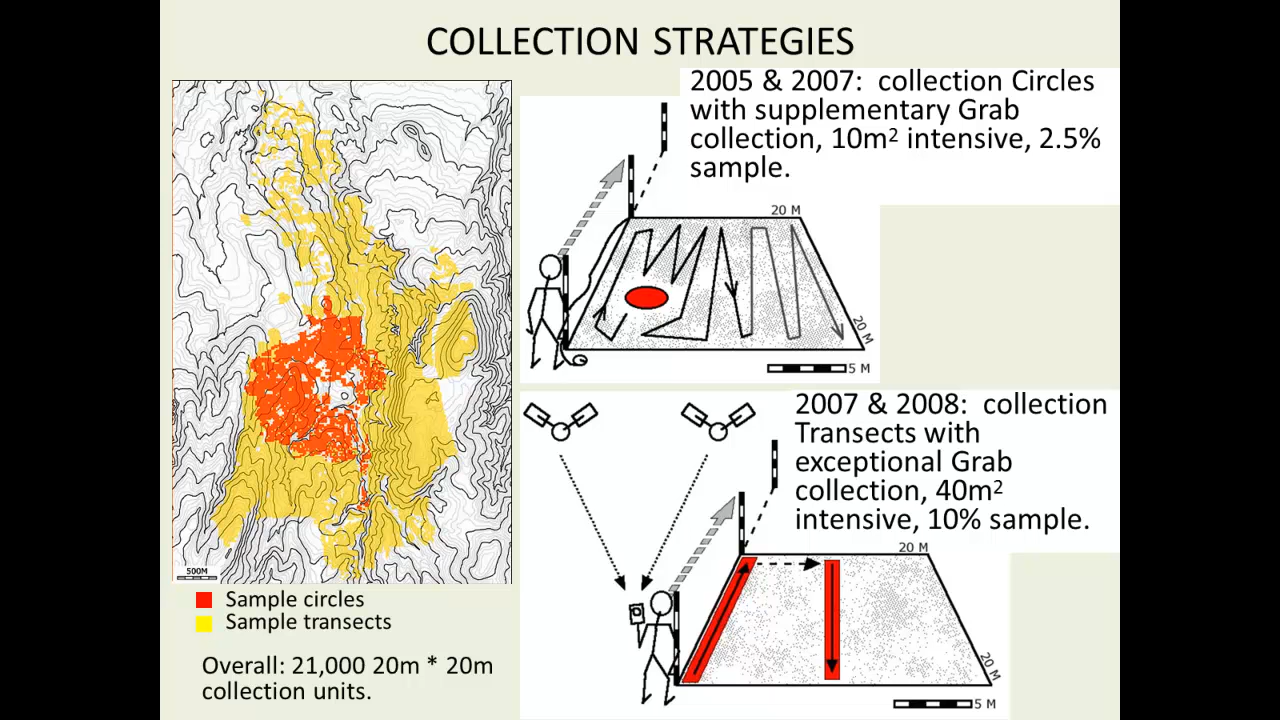 COLLECTION STRATEGIES
2005 & 2007: collection Circles
with supplementary Grab
collection, 10m² intensive, 2.5%
sample.
20 M
20 M
5 M
2007 & 2008: collection
Transects with
exceptional Grab
collection, 40m²
intensive, 10% sample.
20 M
20 M
5 M
500M
Sample circles
Sample transects
Overall: 21,000 20m * 20m
collection units.